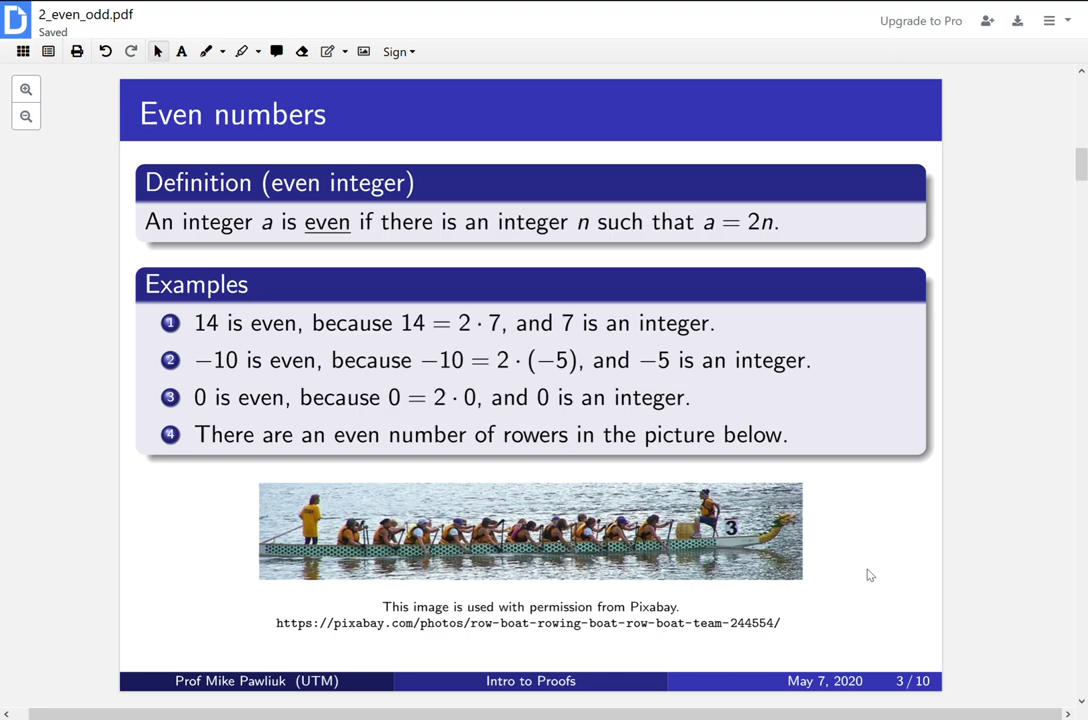 2_even_odd.pdf
Saved
Upgrade to Pro
A
Sign
Even numbers
Definition (even integer)
An integer a is even if there is an integer n such that a = 2n.
Examples
1 14 is even, because 14 = 2 · 7, and 7 is an integer.
2 −10 is even, because −10 = 2 · (−5), and −5 is an integer.
3 0 is even, because 0 = 2 · 0, and 0 is an integer.
4 There are an even number of rowers in the picture below.
3
This image is used with permission from Pixabay.
https://pixabay.com/photos/row-boat-rowing-boat-row-boat-team-244554/
Prof Mike Pawliuk (UTM) Intro to Proofs May 7, 2020 3 / 10